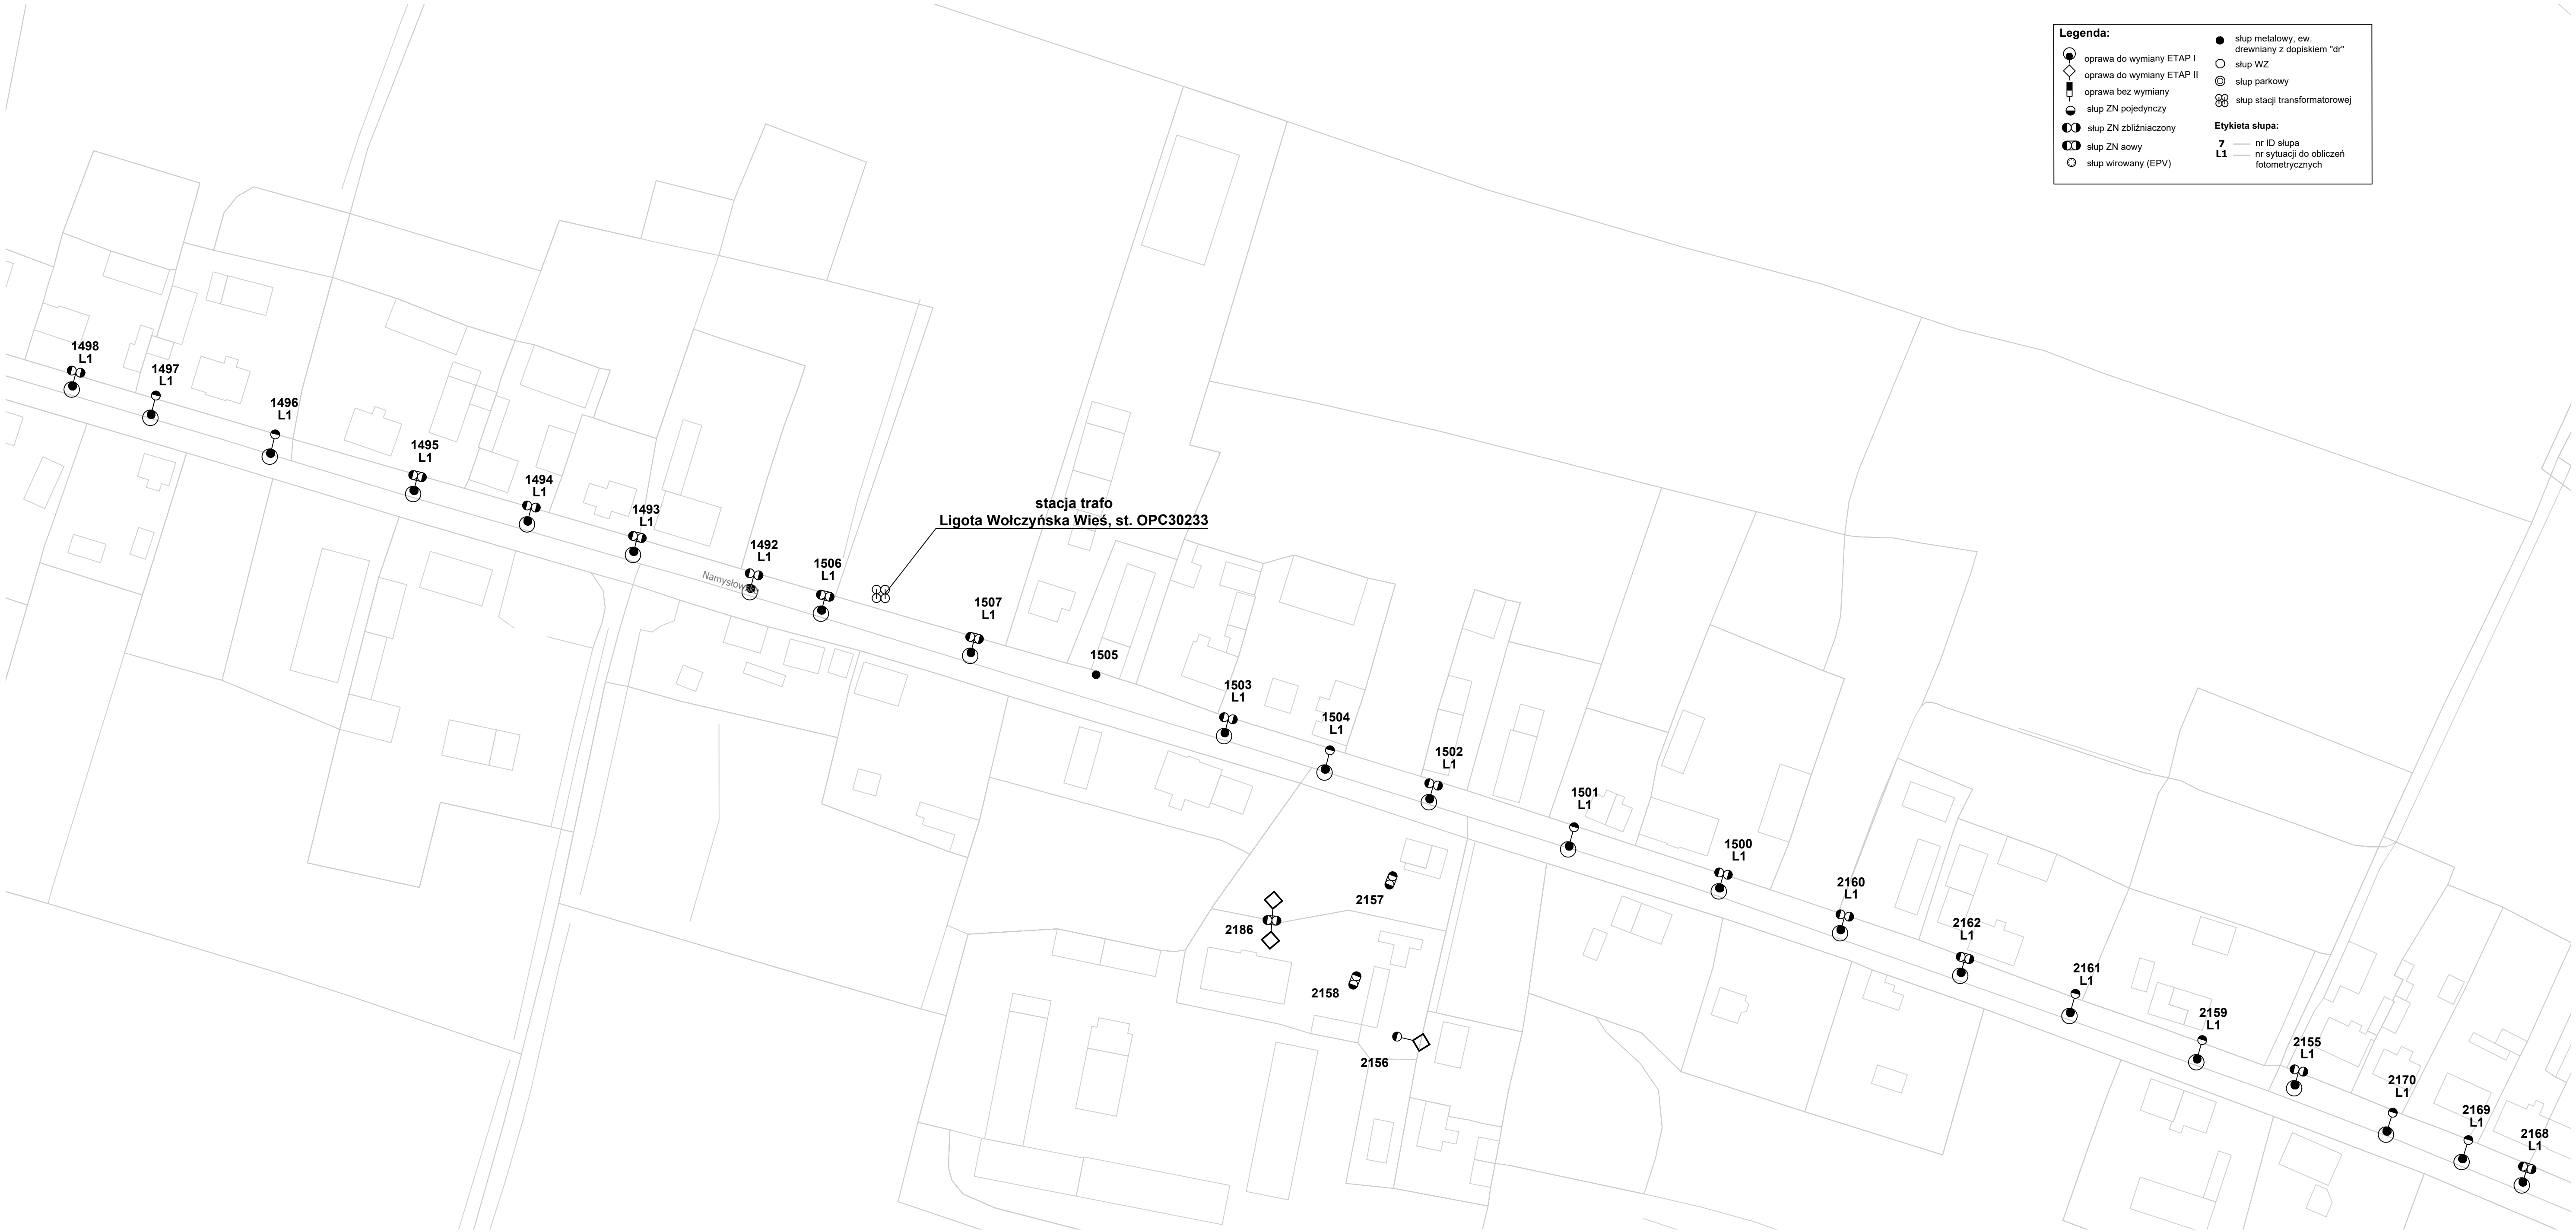 Legenda:
oprawa do wymiany ETAP I
oprawa do wymiany ETAP II
oprawa bez wymiany
słup ZN pojedynczy
słup ZN zbliźniaczony
słup ZN aowy
słup wirowany (EPV)
słup metalowy, ew.
drewniany z dopiskiem "dr"
słup WZ
słup parkowy
słup stacji transformatorowej
Etykieta słupa:
7 nr ID słupa
L1 nr sytuacji do obliczeń
fotometrycznych
1498
L1
1497
L1
1496
L1
1495
L1
1494
L1
1493
L1
1492
L1
1506
L1
stacja trafo
Ligota Wołczyńska Wieś, st. OPC30233
1507
L1
1505
1503
L1
1504
L1
1502
L1
1501
L1
1500
L1
2160
L1
2162
L1
2161
L1
2159
L1
2155
L1
2170
L1
2169
L1
2168
L1
2157
2186
2158
2156